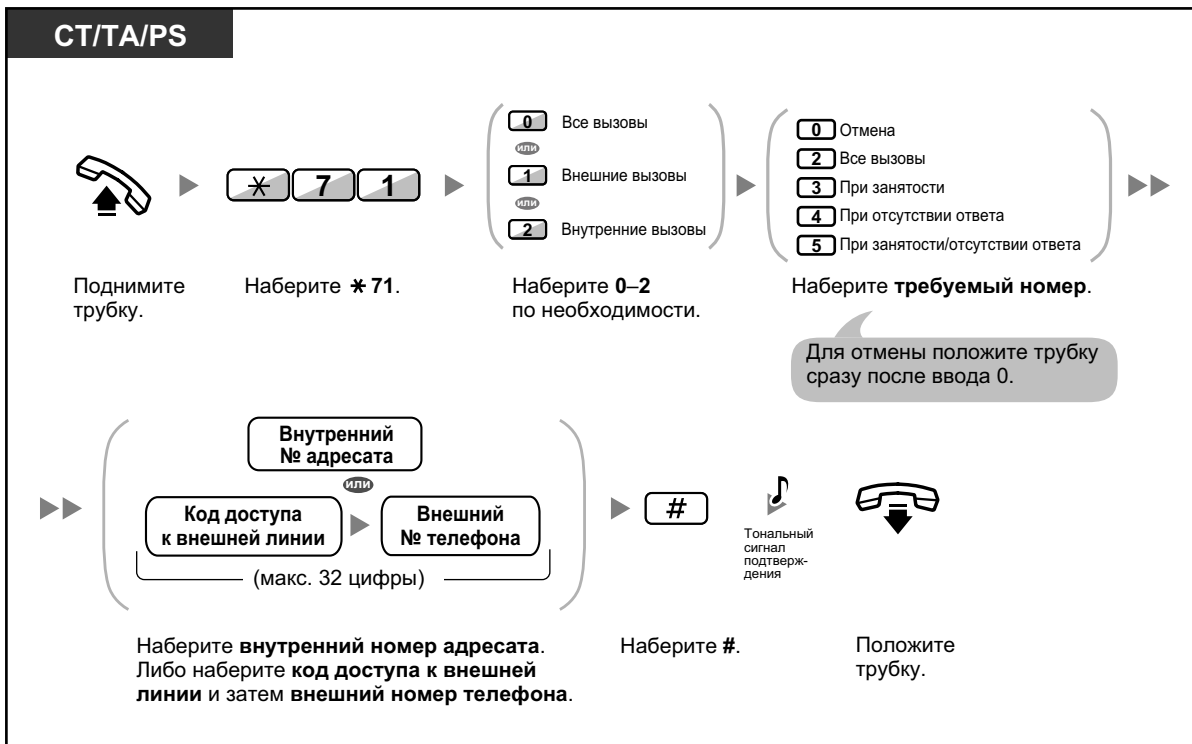 CT/TA/PS
0 Все вызовы
или
1 Внешние вызовы
или
2 Внутренние вызовы
0 Отмена
2 Все вызовы
3 При занятости
4 При отсутствии ответа
5 При занятости/отсутствии ответа
* 7 1
Поднимите
трубку.
Наберите * 71.
Наберите 0–2
по необходимости.
Наберите требуемый номер.
Для отмены положите трубку
сразу после ввода 0.
Внутренний
№ адресата
или
Код доступа
к внешней линии
Внешний
№ телефона
(макс. 32 цифры)
#
Тональный
сигнал
подтверж-
дения
Наберите внутренний номер адресата.
Либо наберите код доступа к внешней
линии и затем внешний номер телефона.
Наберите #.
Положите
трубку.